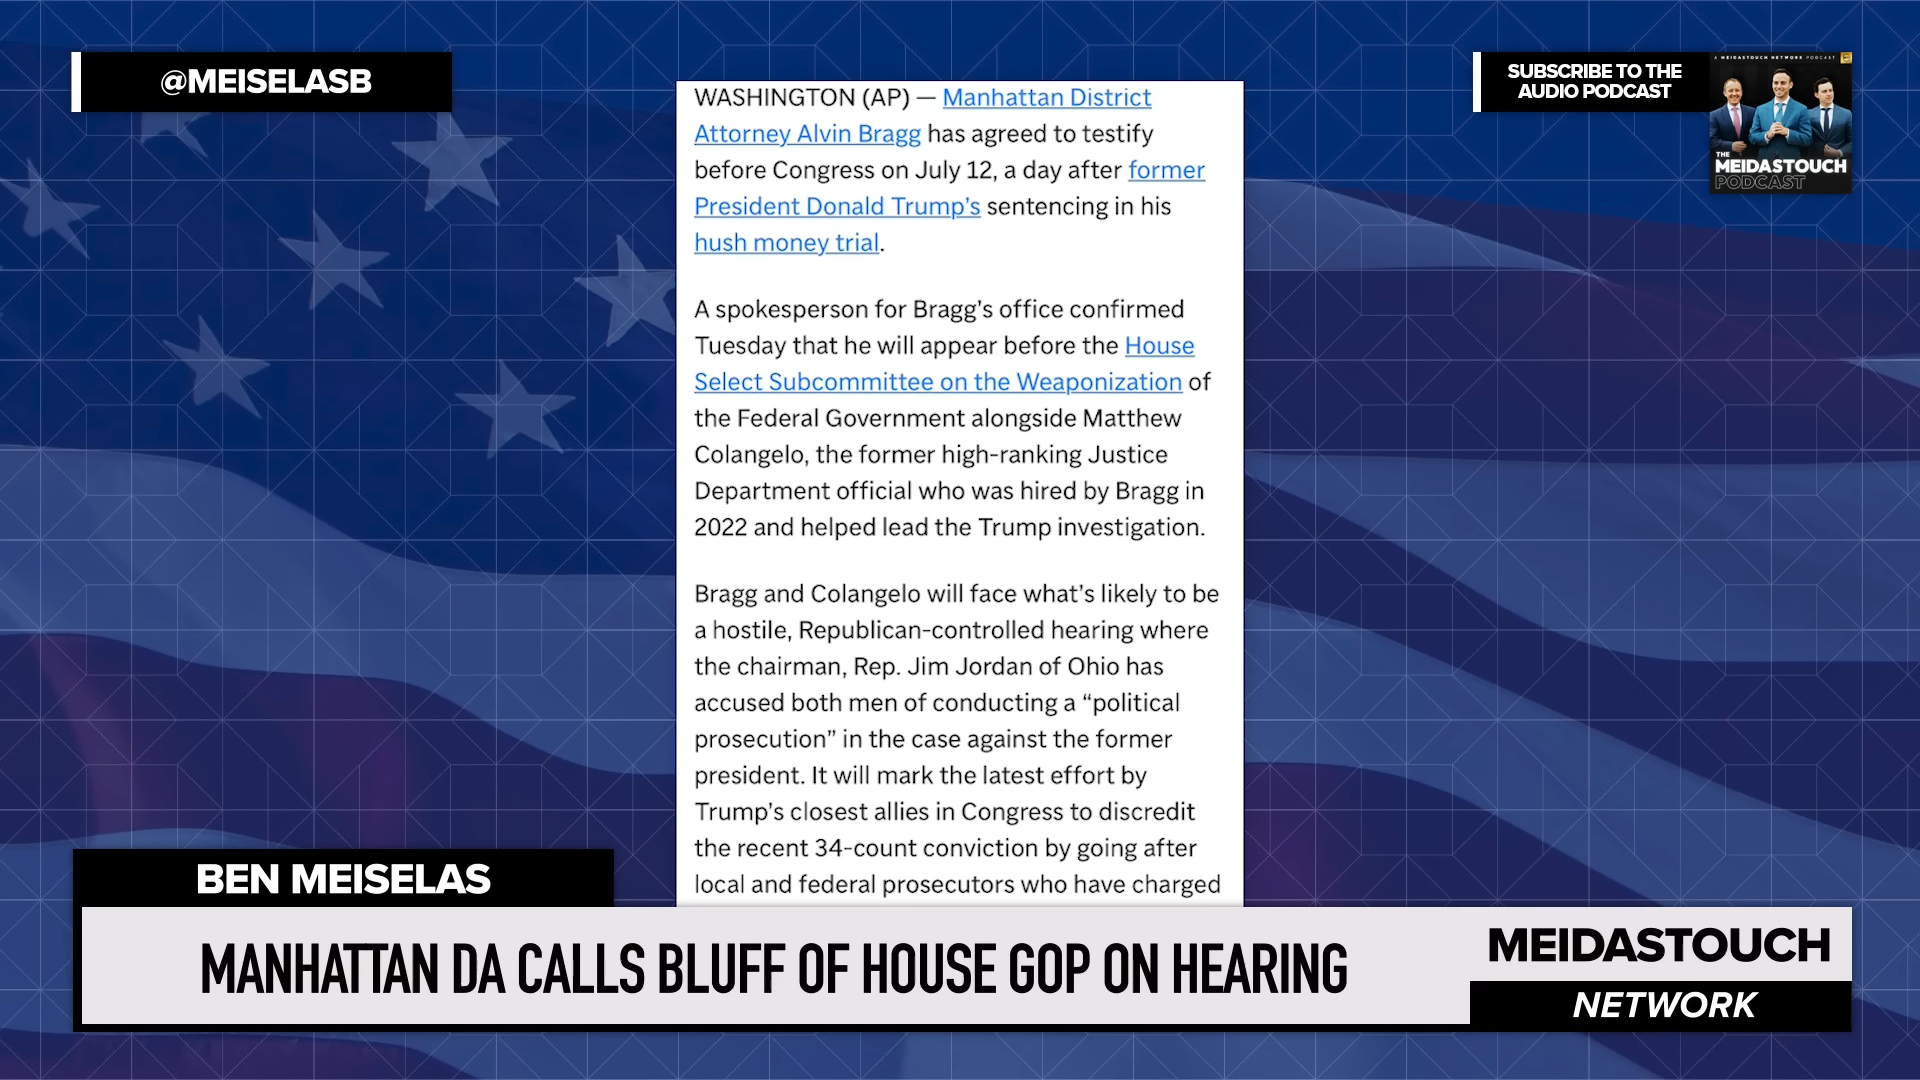 @MEISELASB
SUBSCRIBE TO THE
AUDIO PODCAST
A MEIDASTOUCH NETWORK PODCAST
THE
MEIDASTOUCH
PODCAST
WASHINGTON (AP) — Manhattan District
Attorney Alvin Bragg has agreed to testify
before Congress on July 12, a day after former
President Donald Trump’s sentencing in his
hush money trial.
A spokesperson for Bragg’s office confirmed
Tuesday that he will appear before the House
Select Subcommittee on the Weaponization of
the Federal Government alongside Matthew
Colangelo, the former high-ranking Justice
Department official who was hired by Bragg in
2022 and helped lead the Trump investigation.
Bragg and Colangelo will face what’s likely to be
a hostile, Republican-controlled hearing where
the chairman, Rep. Jim Jordan of Ohio has
accused both men of conducting a “political
prosecution” in the case against the former
president. It will mark the latest effort by
Trump’s closest allies in Congress to discredit
the recent 34-count conviction by going after
local and federal prosecutors who have charged
BEN MEISELAS
MANHATTAN DA CALLS BLUFF OF HOUSE GOP ON HEARING
MEIDASTOUCH
NETWORK